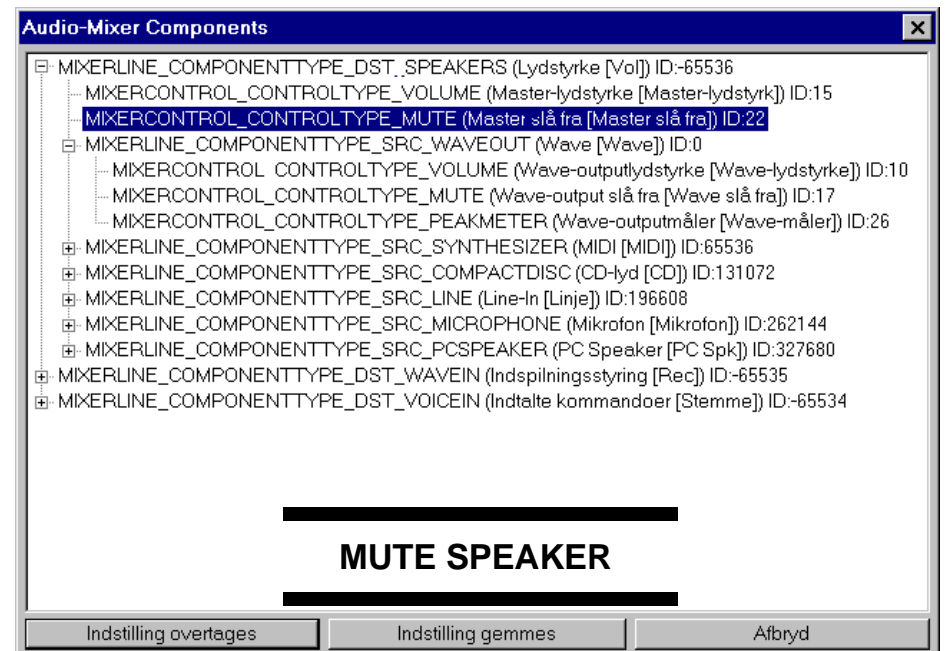 Audio-Mixer Components
MIXERLINE_COMPONENTTYPE_DST_SPEAKERS (Lydstyrke [Vol]) ID:-65536
MIXERCONTROL_CONTROLTYPE_VOLUME (Master-lydstyrke [Master-lydstyrk]) ID:15
MIXERCONTROL_CONTROLTYPE_MUTE (Master slå fra [Master slå fra]) ID:22
MIXERLINE_COMPONENTTYPE_SRC_WAVEOUT (Wave [Wave]) ID:0
MIXERCONTROL_CONTROLTYPE_VOLUME (Wave-outputlydstyrke [Wave-lydstyrke]) ID:10
MIXERCONTROL_CONTROLTYPE_MUTE (Wave-output slå fra [Wave slå fra]) ID:17
MIXERCONTROL_CONTROLTYPE_PEAKMETER (Wave-outputmåler [Wave-måler]) ID:26
MIXERLINE_COMPONENTTYPE_SRC_SYNTHESIZER (MIDI [MIDI]) ID:65536
MIXERLINE_COMPONENTTYPE_SRC_COMPACTDISC (CD-lyd [CD]) ID:131072
MIXERLINE_COMPONENTTYPE_SRC_LINE (Line-In [Linje]) ID:196608
MIXERLINE_COMPONENTTYPE_SRC_MICROPHONE (Mikrofon [Mikrofon]) ID:262144
MIXERLINE_COMPONENTTYPE_SRC_PCSPEAKER (PC Speaker [PC Spk]) ID:327680
MIXERLINE_COMPONENTTYPE_DST_WAVEIN (Indspilningsstyring [Rec]) ID:-65535
MIXERLINE_COMPONENTTYPE_DST_VOICEIN (Indtalte kommandoer [Stemme]) ID:-65534
MUTE SPEAKER
Indstilling overtages Indstilling gemmes Afbryd